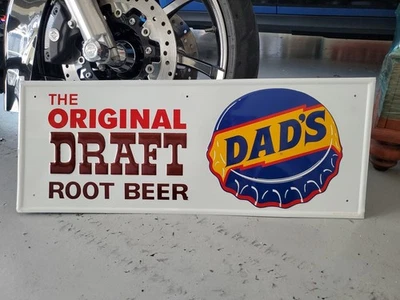 THE
ORIGINAL
DRAFT
ROOT BEER
DAD'S